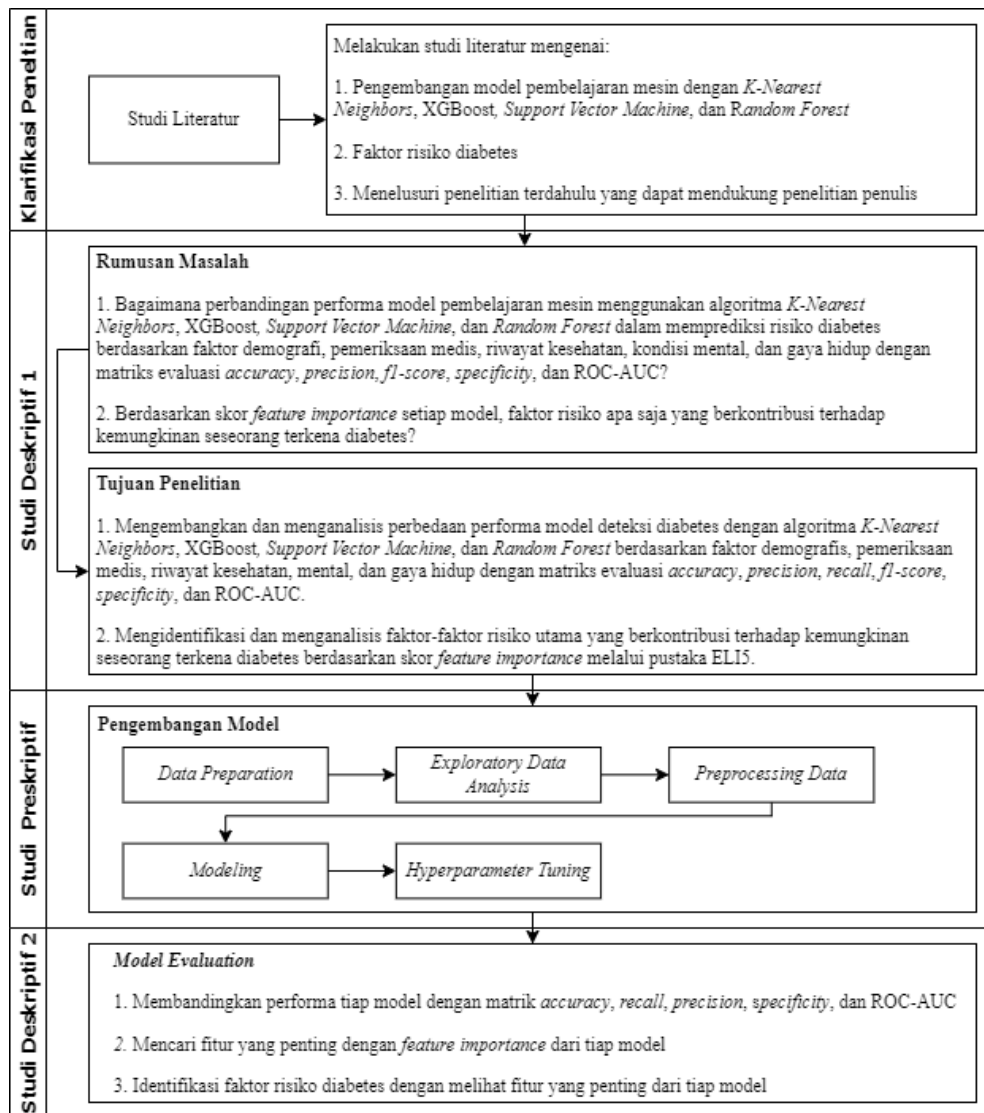 Klarifikasi Peneltian
Studi Literatur
Melakukan studi literatur mengenai:
1. Pengembangan model pembelajaran mesin dengan K-Nearest
Neighbors, XGBoost, Support Vector Machine, dan Random Forest
2. Faktor risiko diabetes
3. Menelusuri penelitian terdahulu yang dapat mendukung penelitian penulis
Studi Deskriptif 1
Rumusan Masalah
1. Bagaimana perbandingan performa model pembelajaran mesin menggunakan algoritma K-Nearest
Neighbors, XGBoost, Support Vector Machine, dan Random Forest dalam memprediksi risiko diabetes
berdasarkan faktor demografi, pemeriksaan medis, riwayat kesehatan, kondisi mental, dan gaya hidup dengan
matriks evaluasi accuracy, precision, f1-score, specificity, dan ROC-AUC?
2. Berdasarkan skor feature importance setiap model, faktor risiko apa saja yang berkontribusi terhadap
kemungkinan seseorang terkena diabetes?
Tujuan Penelitian
1. Mengembangkan dan menganalisis perbedaan performa model deteksi diabetes dengan algoritma K-Nearest
Neighbors, XGBoost, Support Vector Machine, dan Random Forest berdasarkan faktor demografis, pemeriksaan
medis, riwayat kesehatan, mental, dan gaya hidup dengan matriks evaluasi accuracy, precision, recall, f1-score,
specificity, dan ROC-AUC.
2. Mengidentifikasi dan menganalisis faktor-faktor risiko utama yang berkontribusi terhadap kemungkinan
seseorang terkena diabetes berdasarkan skor feature importance melalui pustaka ELI5.
Studi Preskriptif
Pengembangan Model
Data Preparation
Exploratory Data
Analysis
Preprocessing Data
Modeling
Hyperparameter Tuning
Studi Deskriptif 2
Model Evaluation
1. Membandingkan performa tiap model dengan matrik accuracy, recall, precision, specificity, dan ROC-AUC
2. Mencari fitur yang penting dengan feature importance dari tiap model
3. Identifikasi faktor risiko diabetes dengan melihat fitur yang penting dari tiap model